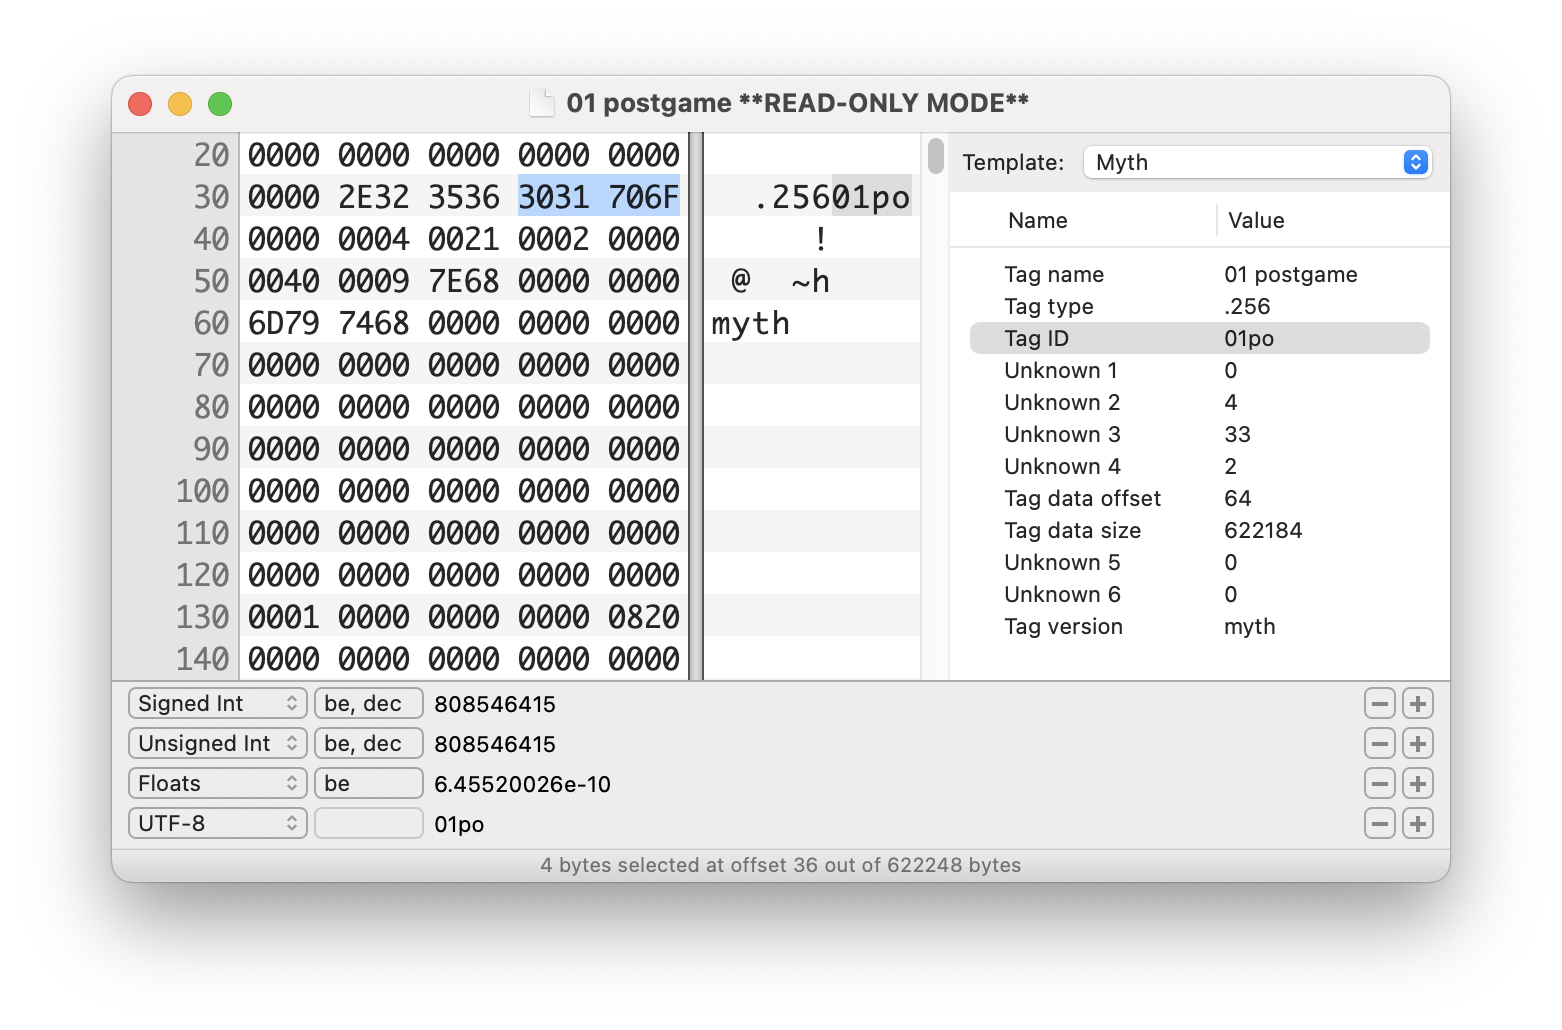 01 postgame **READ-ONLY MODE**
20 0000 0000 0000 0000 0000
30 0000 2E32 3536 3031 706F .25601po
40 0000 0004 0021 0002 0000 !
50 0040 0009 7E68 0000 0000 @ ~h
60 6D79 7468 0000 0000 0000 myth
70 0000 0000 0000 0000 0000
80 0000 0000 0000 0000 0000
90 0000 0000 0000 0000 0000
100 0000 0000 0000 0000 0000
110 0000 0000 0000 0000 0000
120 0000 0000 0000 0000 0000
130 0001 0000 0000 0000 0820
140 0000 0000 0000 0000 0000
Template: Myth
Name Value
Tag name 01 postgame
Tag type .256
Tag ID 01po
Unknown 1 0
Unknown 2 4
Unknown 3 33
Unknown 4 2
Tag data offset 64
Tag data size 622184
Unknown 5 0
Unknown 6 0
Tag version myth
Signed Int be, dec 808546415
Unsigned Int be, dec 808546415
Floats be 6.45520026e-10
UTF-8 01po
4 bytes selected at offset 36 out of 622248 bytes